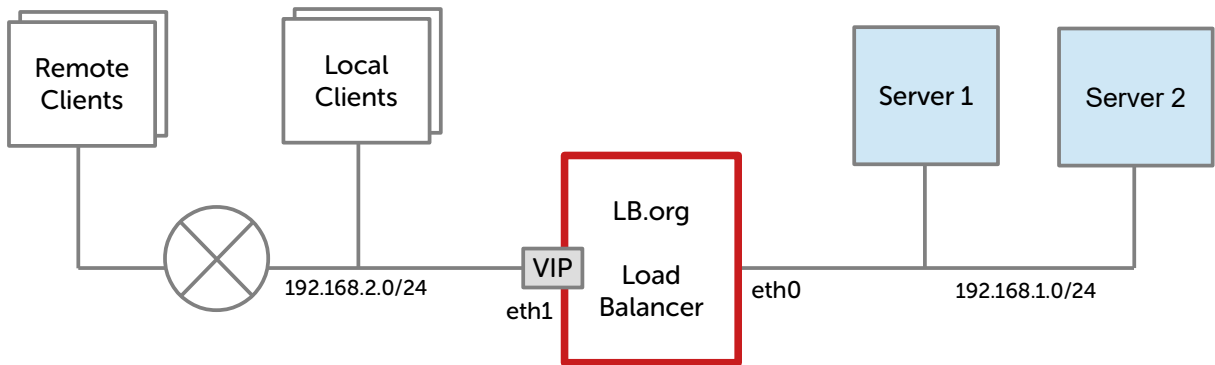 Remote
Clients
Local
Clients
Server 1
Server 2
LB.org
Load
Balancer
VIP
eth1
eth0
192.168.2.0/24
192.168.1.0/24